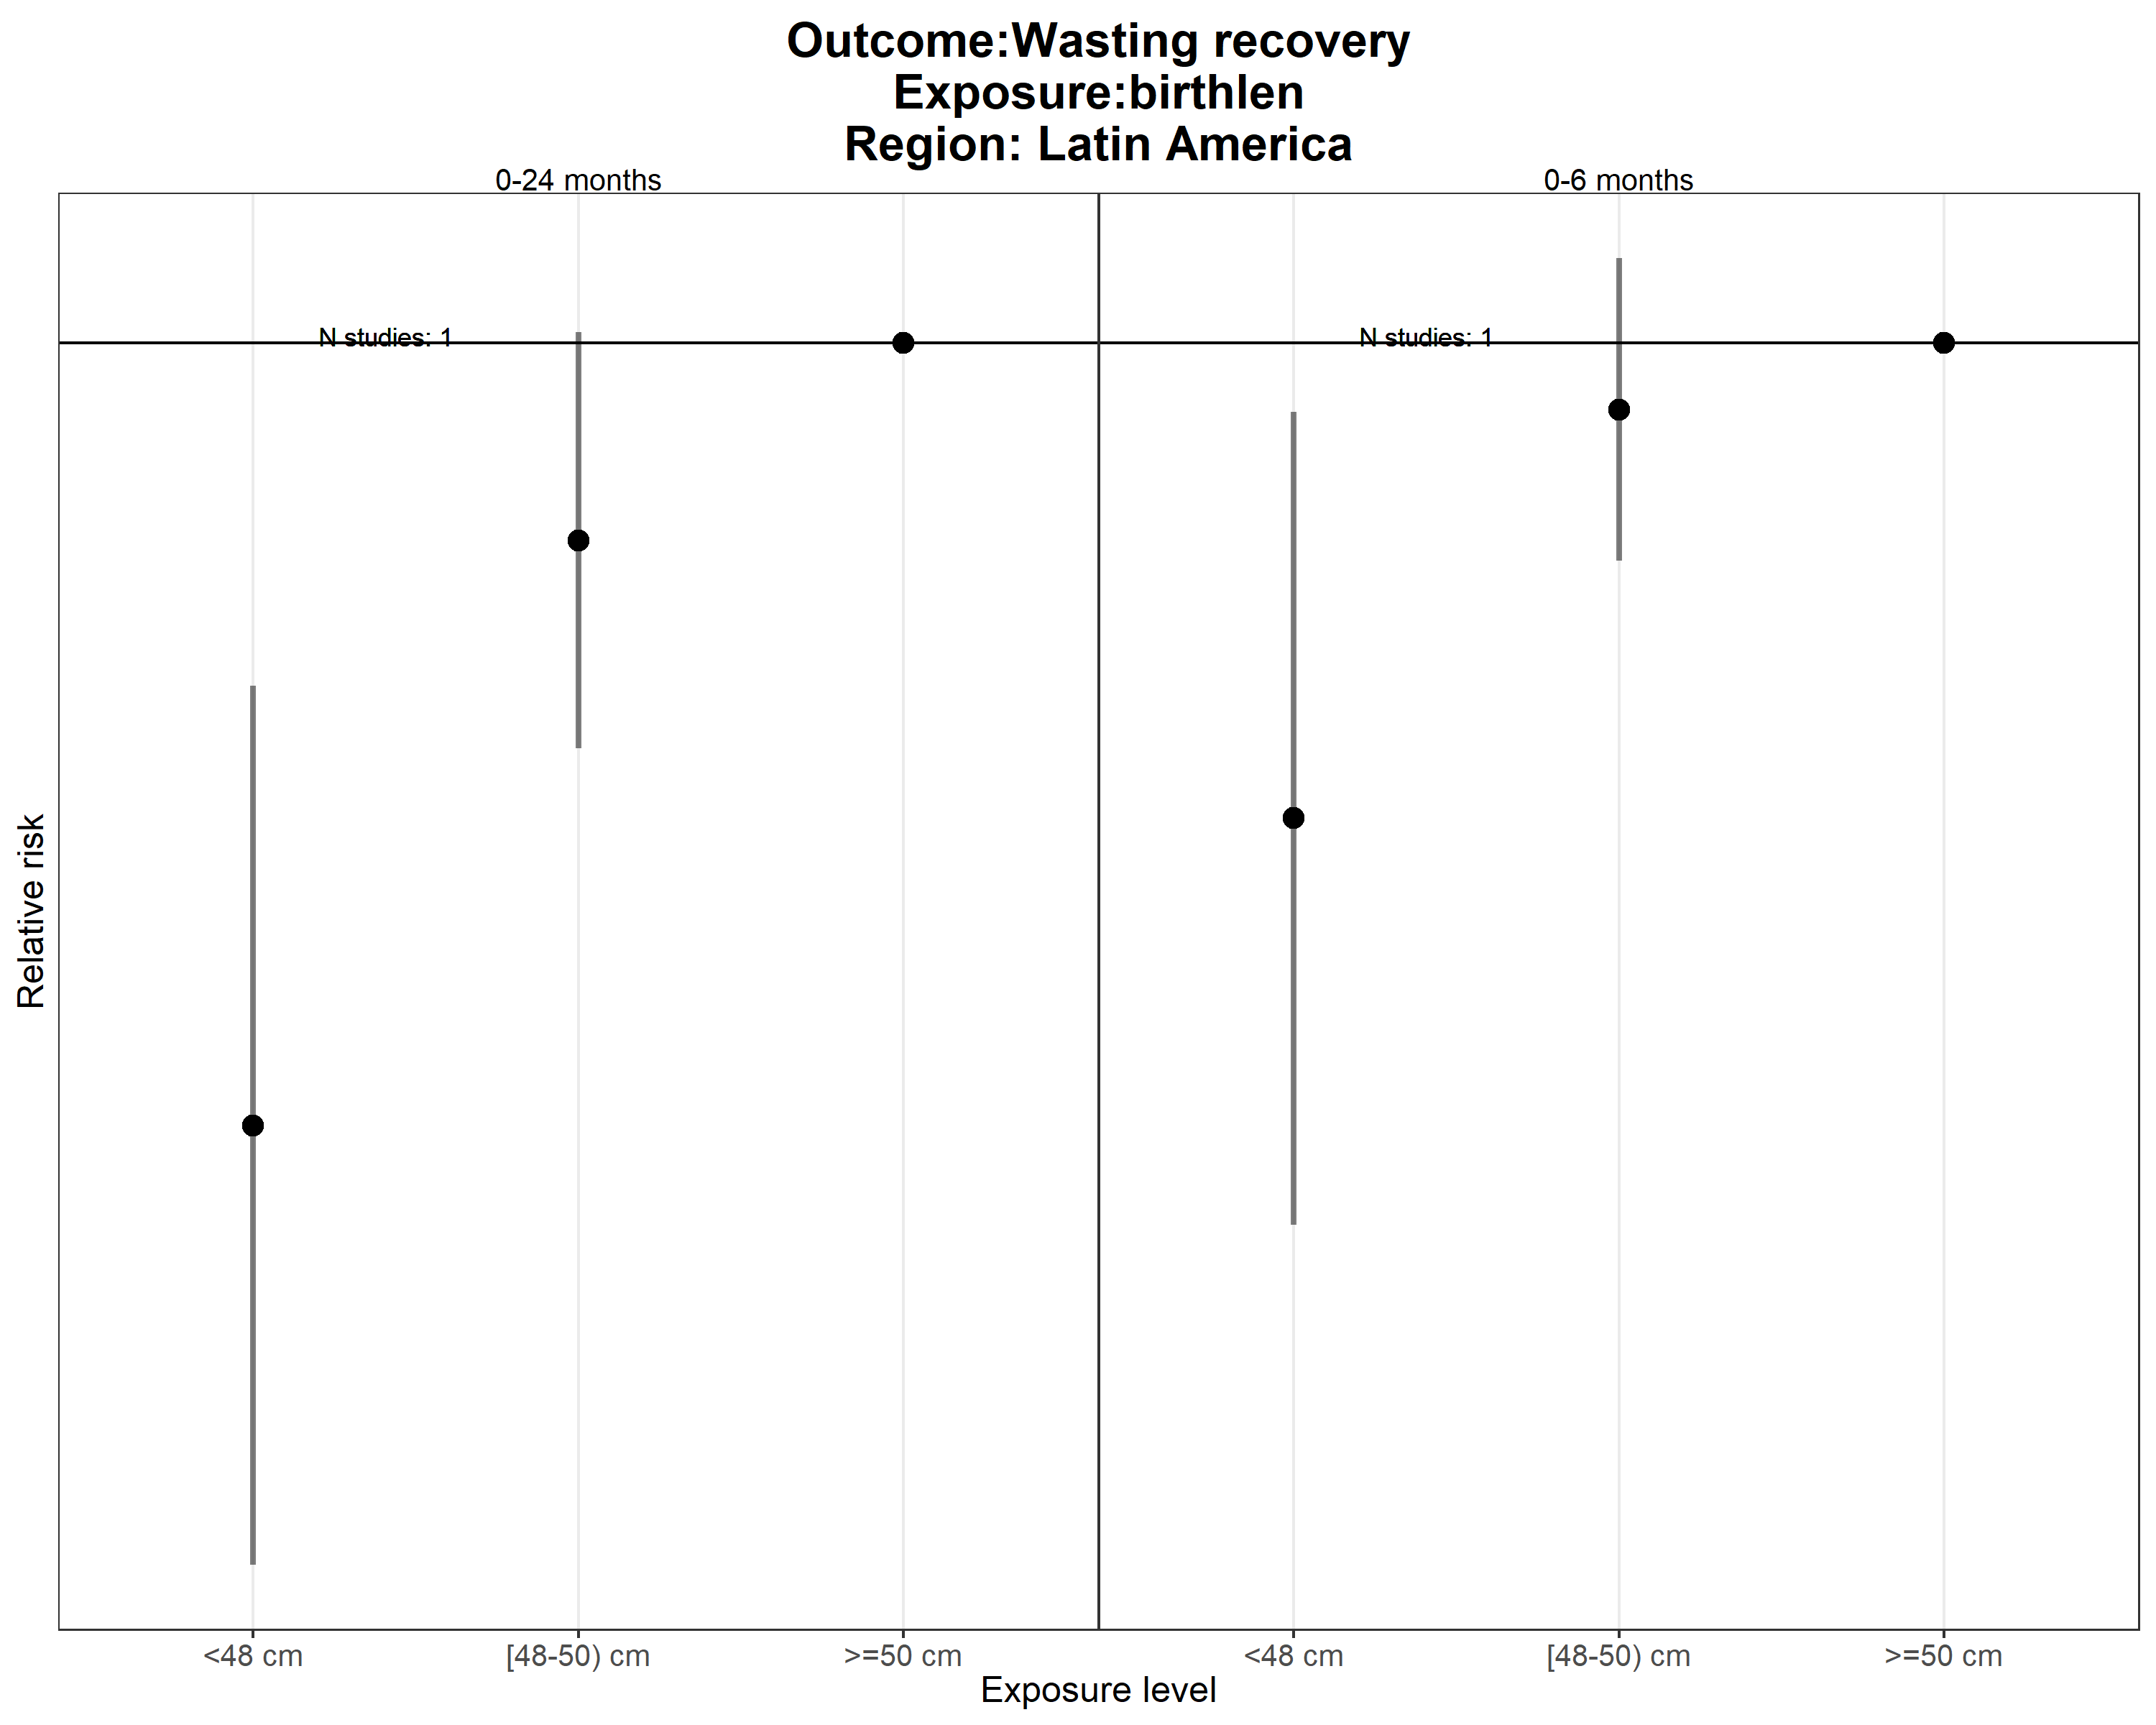 Outcome:Wasting recovery
Exposure:birthlen
Region: Latin America
0-24 months
0-6 months
N studies: 1
N studies: 1
Relative risk
<48 cm
[48-50) cm
>=50 cm
<48 cm
[48-50) cm
>=50 cm
Exposure level